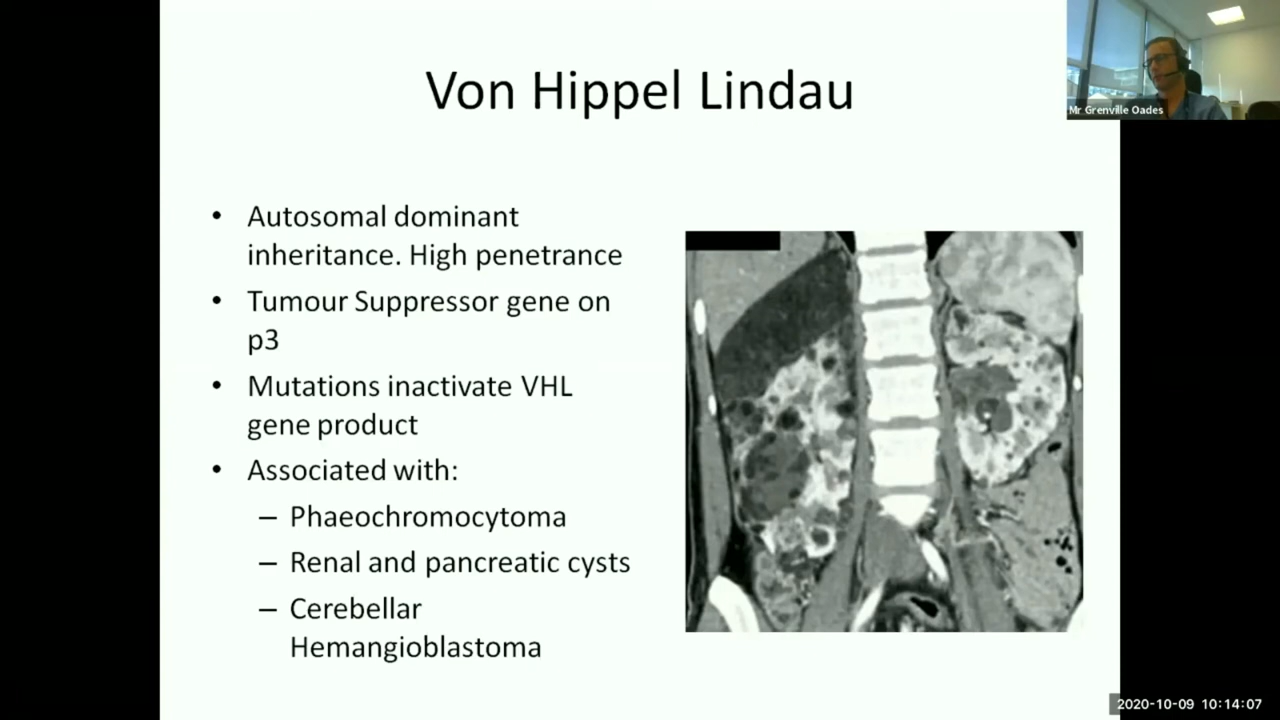 Von Hippel Lindau
Mr Grenville Oades
• Autosomal dominant
inheritance. High penetrance
• Tumour Suppressor gene on
p3
• Mutations inactivate VHL
gene product
• Associated with:
– Phaeochromocytoma
– Renal and pancreatic cysts
– Cerebellar
Hemangioblastoma
2020-10-09 10:14:07